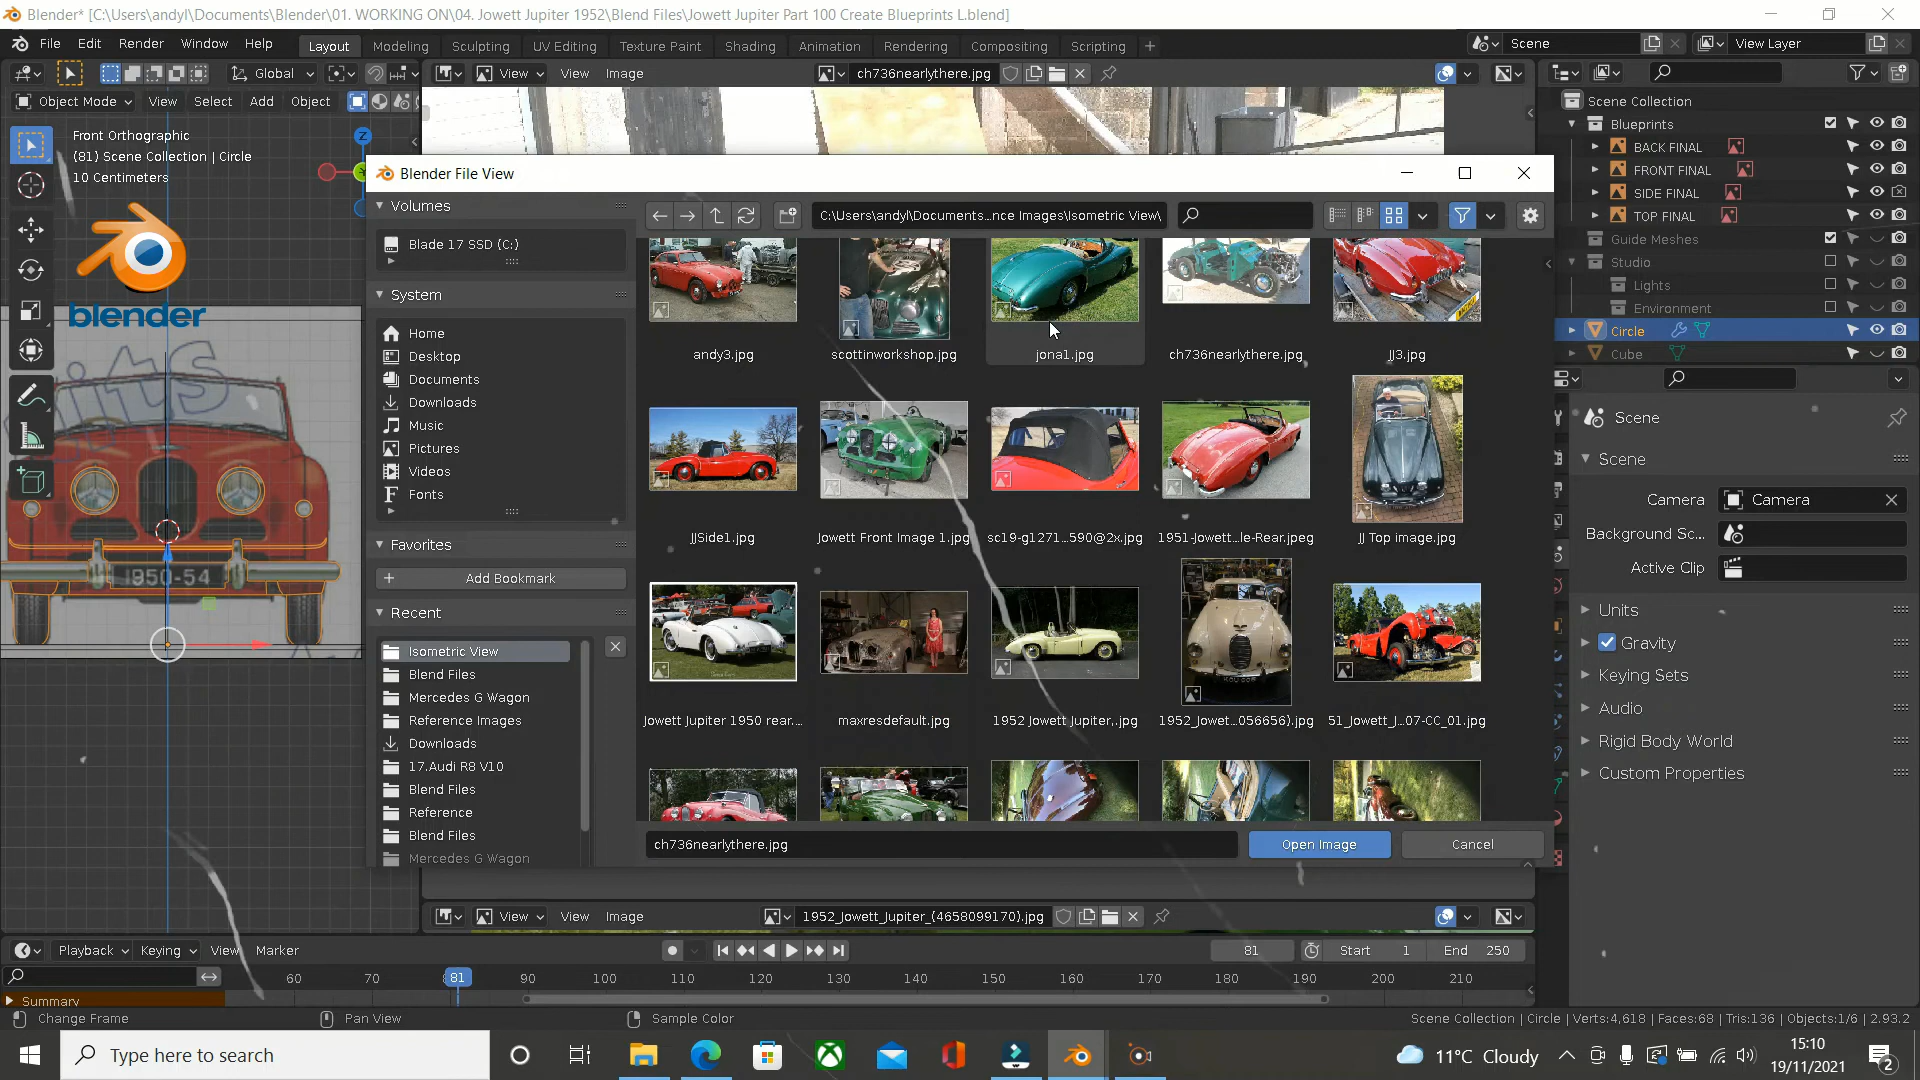 Blender* [C:\Users\andyl\Documents\Blender\01. WORKING ON\04. Jowett Jupiter 1952\Blend Files\Jowett Jupiter Part 100 Create Blueprints L.blend]
File Edit Render Window Help Layout Modeling Sculpting UV Editing Texture Paint Shading Animation Rendering Compositing Scripting + Scene View Layer
Global View View Image ch736nearlythere.jpg
Object Mode View Select Add Object Scene Collection
Front Orthographic
(81) Scene Collection | Circle
10 Centimeters
Z
blender
1950-54
Blueprints
BACK FINAL
FRONT FINAL
SIDE FINAL
TOP FINAL
Guide Meshes
Studio
Lights
Environment
Circle
Cube
Blender File View
Volumes
Blade 17 SSD (C:)
System
Home
Desktop
Documents
Downloads
Music
Pictures
Videos
Fonts
Favorites
Add Bookmark
Recent
Isometric View
Blend Files
Mercedes G Wagon
Reference Images
Downloads
17.Audi R8 V10
Blend Files
Reference
Blend Files
Mercedes G Wagon
C:\Users\andyl\Documents...nce Images\Isometric View\
andy3.jpg scottinworkshop.jpg jona1.jpg ch736nearlythere.jpg JJ3.jpg
JJSide1.jpg Jowett Front Image 1.jpg sc19-g1271...590@2x.jpg 1951-Jowett...le-Rear.jpeg JJ Top image.jpg
Jowett Jupiter 1950 rear.... maxresdefault.jpg 1952 Jowett Jupiter,.jpg 1952_Jowet...056656).jpg 51_Jowett_J...07-CC_01.jpg
ch736nearlythere.jpg Open Image Cancel
Scene
Scene
Camera Camera
Background Sc...
Active Clip
Units
Gravity
Keying Sets
Audio
Rigid Body World
Custom Properties
View View Image 1952_Jowett_Jupiter_(4658099170).jpg
Playback Keying View Marker 81 Start 1 End 250
60 70 81 90 100 110 120 130 140 150 160 170 180 190 200 210
Summary
Change Frame Pan View Sample Color Scene Collection | Circle | Verts:4,618 | Faces:68 | Tris:136 | Objects:1/6 | 2.93.2
Type here to search 11°C Cloudy 15:10
19/11/2021
2